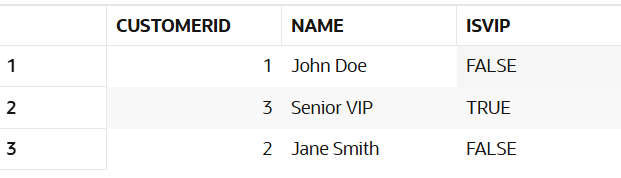 CUSTOMERID NAME ISVIP
1 1 John Doe FALSE
2 3 Senior VIP TRUE
3 2 Jane Smith FALSE